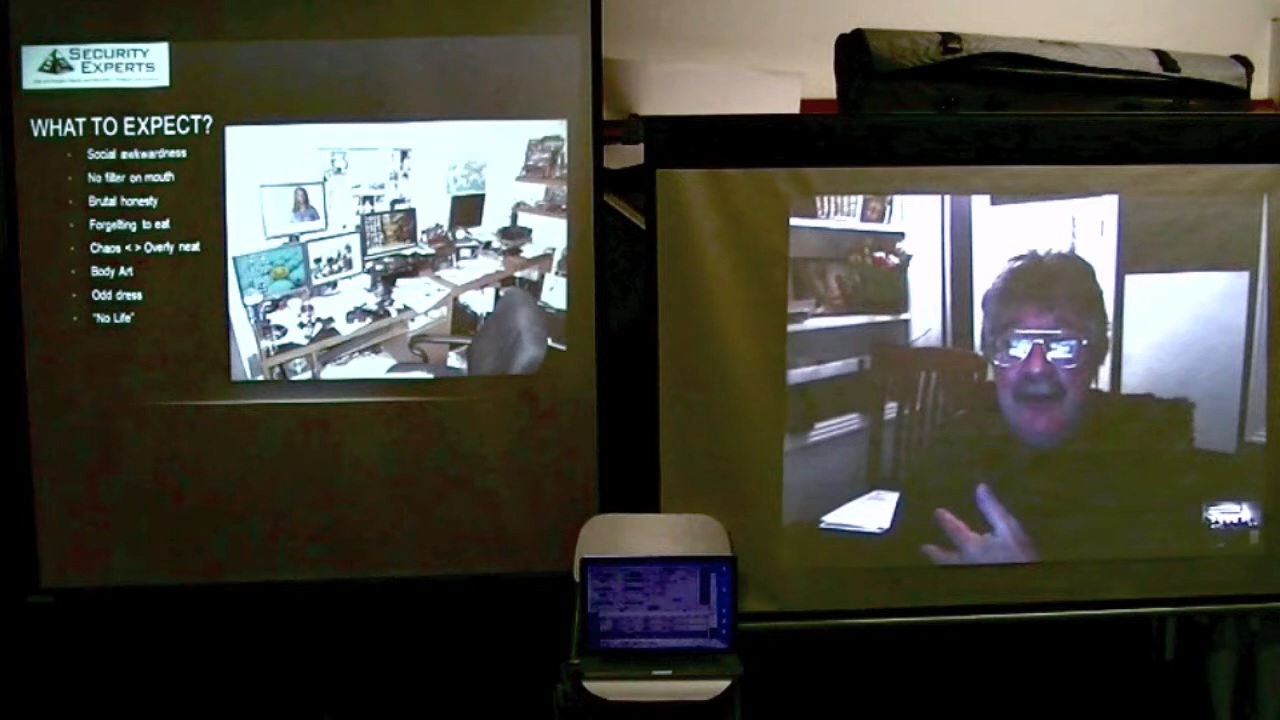 SECURITY
EXPERTS
WHAT TO EXPECT?
· Social awkwardness
· No filter on mouth
· Brutal honesty
· Forgetting to eat
· Chaos < > Overly neat
· Body Art
· Odd dress
· "No Life"